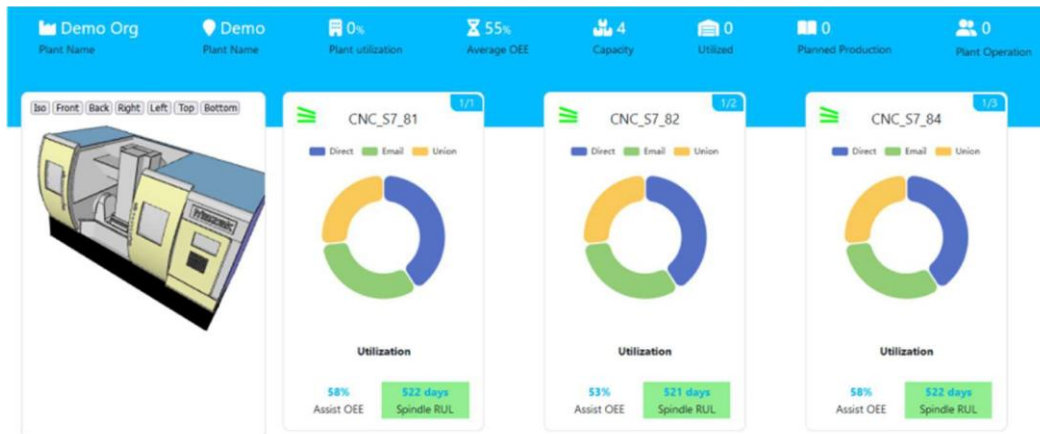 Demo Org
Plant Name
Demo
Plant Name
0%
Plant utilization
55%
Average OEE
4
Capacity
0
Utilized
0
Planned Production
0
Plant Operation
Iso Front Back Right Left Top Bottom
1/1
CNC_S7_81
Direct Email Union
Utilization
58%
Assist OEE
522 days
Spindle RUL
1/2
CNC_S7_82
Direct Email Union
Utilization
53%
Assist OEE
521 days
Spindle RUL
1/3
CNC_S7_84
Direct Email Union
Utilization
58%
Assist OEE
522 days
Spindle RUL